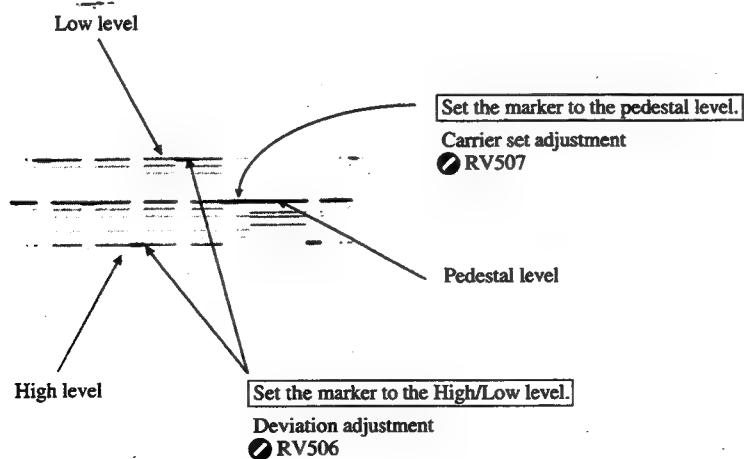 Low level
Set the marker to the pedestal level.
Carrier set adjustment
RV507
Pedestal level
High level
Set the marker to the High/Low level.
Deviation adjustment
RV506